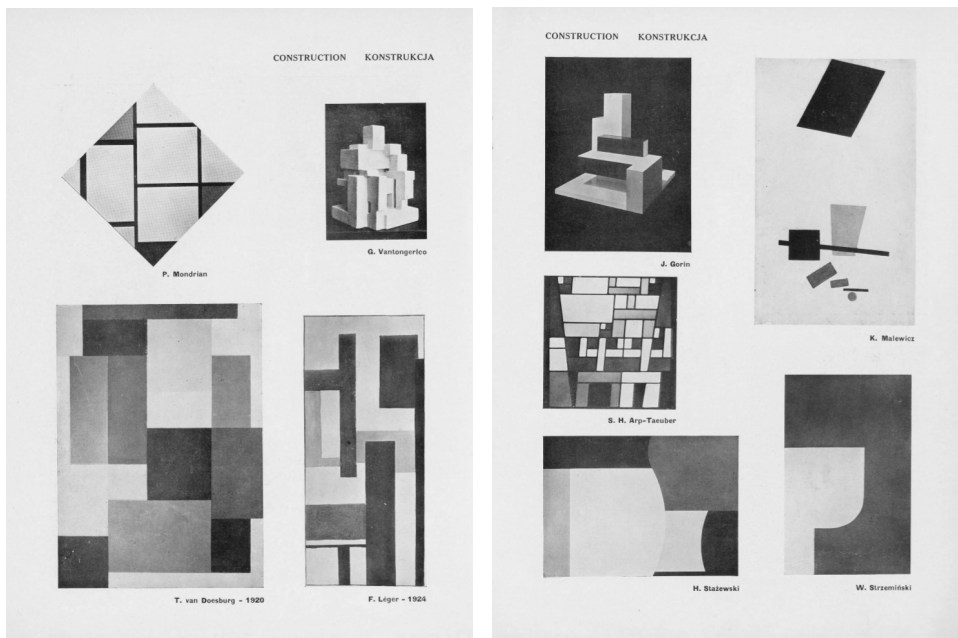 CONSTRUCTION KONSTRUKCJA
P. Mondrian
G. Vantongerloo
T. van Doesburg - 1920
F. Léger - 1924
CONSTRUCTION KONSTRUKCJA
J. Gorin
K. Malewicz
S. H. Arp-Taeuber
H. Stażewski
W. Strzemiński